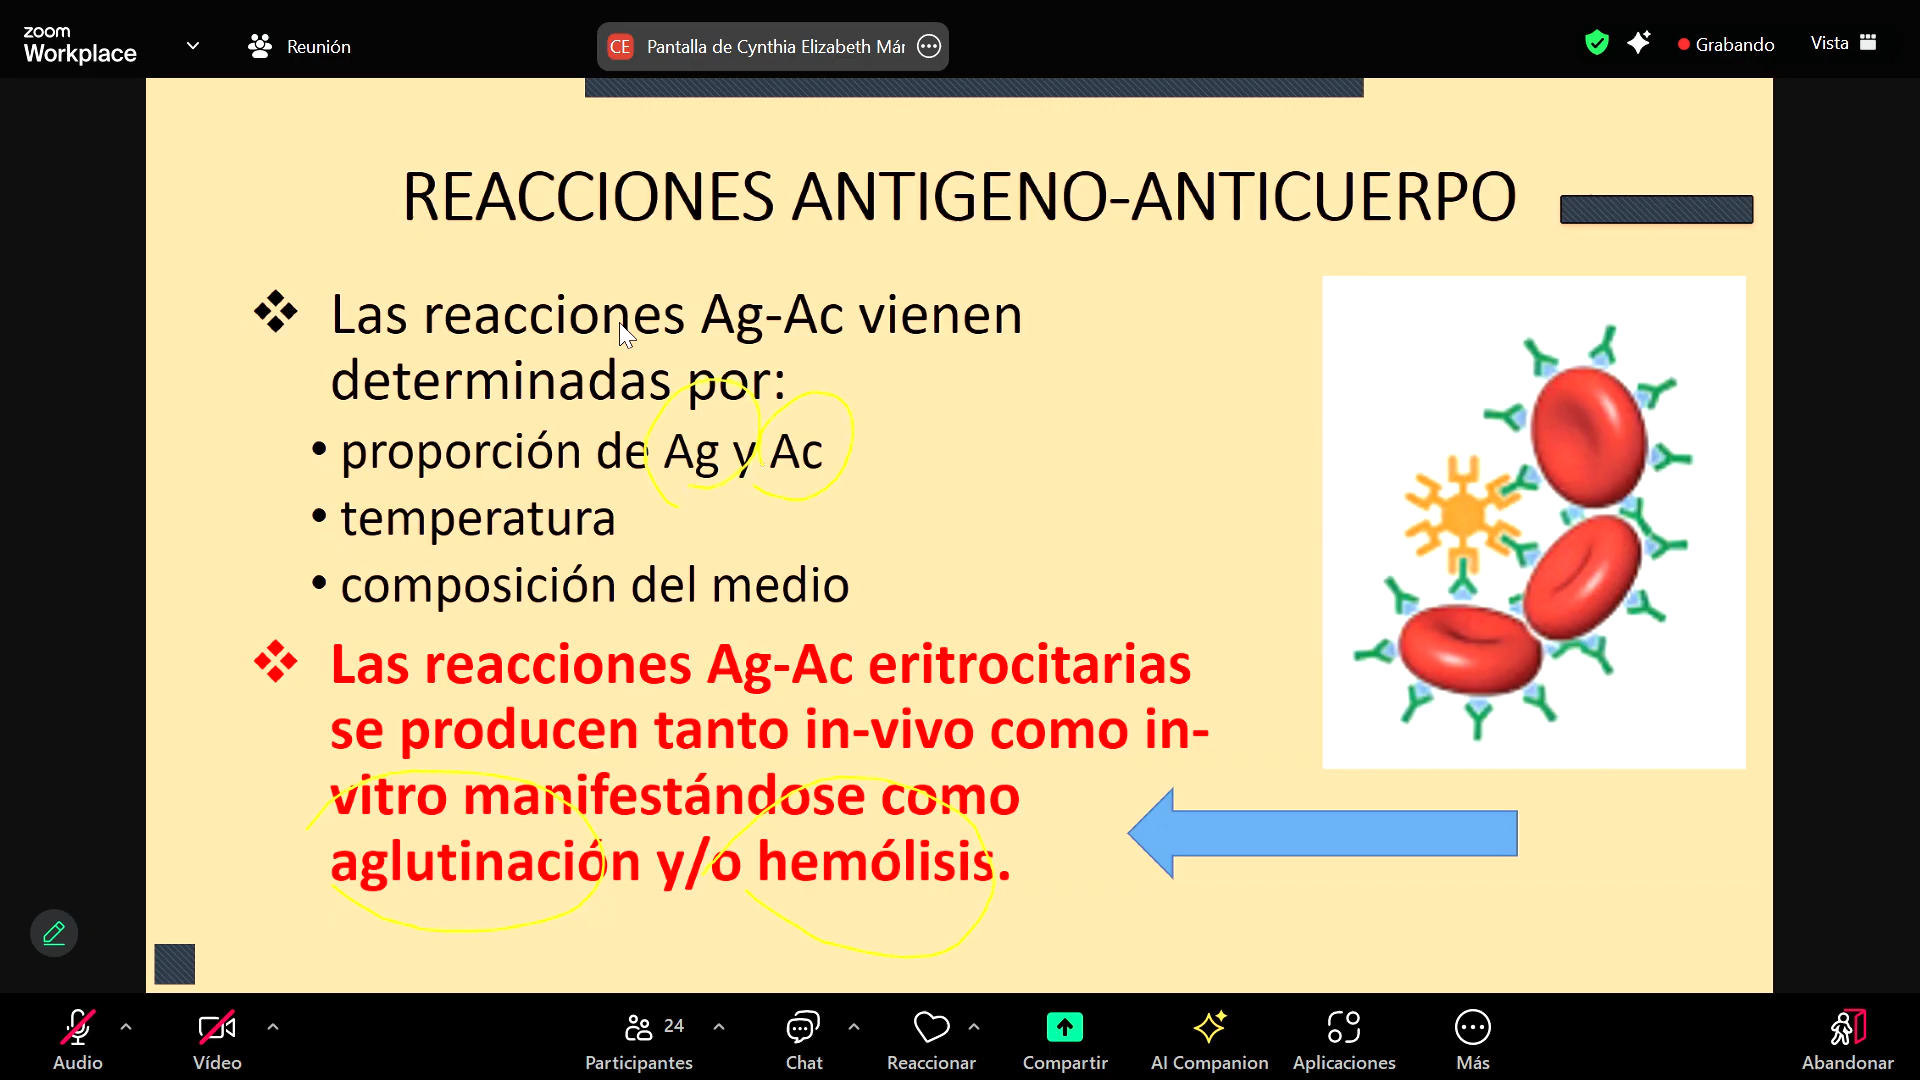 zoom
Workplace
Reunión
CE Pantalla de Cynthia Elizabeth Már
Grabando
Vista
REACCIONES ANTIGENO-ANTICUERPO
Las reacciones Ag-Ac vienen
determinadas por:
• proporción de Ag y Ac
• temperatura
• composición del medio
Las reacciones Ag-Ac eritrocitarias
se producen tanto in-vivo como in-
vitro manifestándose como
aglutinación y/o hemólisis.
Audio
Vídeo
24
Participantes
Chat
Reaccionar
Compartir
AI Companion
Aplicaciones
Más
Abandonar